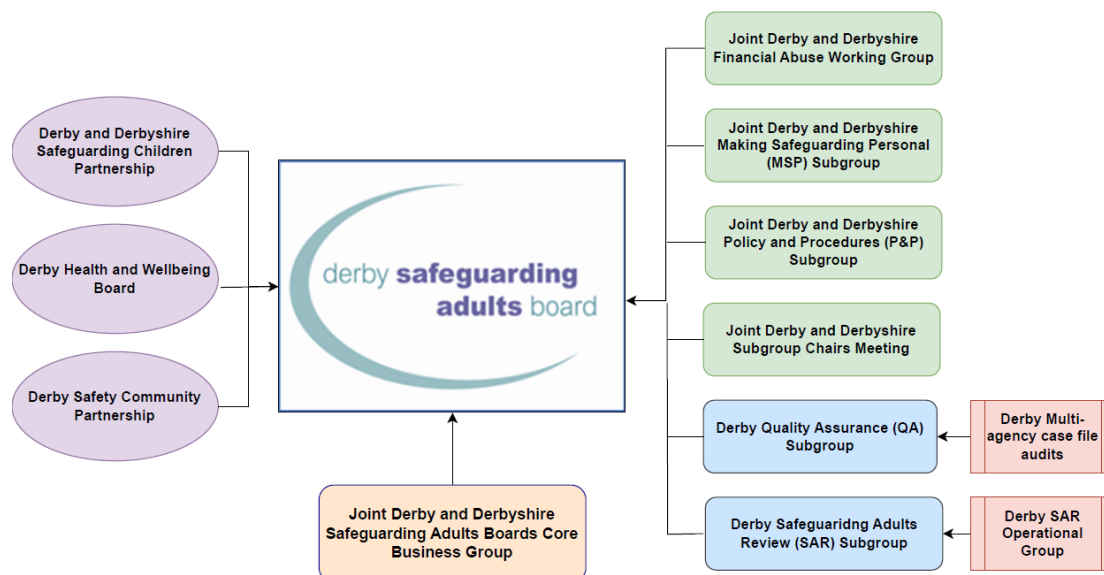 Derby and Derbyshire
Safeguarding Children
Partnership
Derby Health and Wellbeing
Board
Derby Safety Community
Partnership
derby safeguarding
adults board
Joint Derby and Derbyshire
Safeguarding Adults Boards Core
Business Group
Joint Derby and Derbyshire
Financial Abuse Working Group
Joint Derby and Derbyshire
Making Safeguarding Personal
(MSP) Subgroup
Joint Derby and Derbyshire
Policy and Procedures (P&P)
Subgroup
Joint Derby and Derbyshire
Subgroup Chairs Meeting
Derby Quality Assurance (QA)
Subgroup
Derby Multi-
agency case file
audits
Derby Safeguaridng Adults
Review (SAR) Subgroup
Derby SAR
Operational
Group